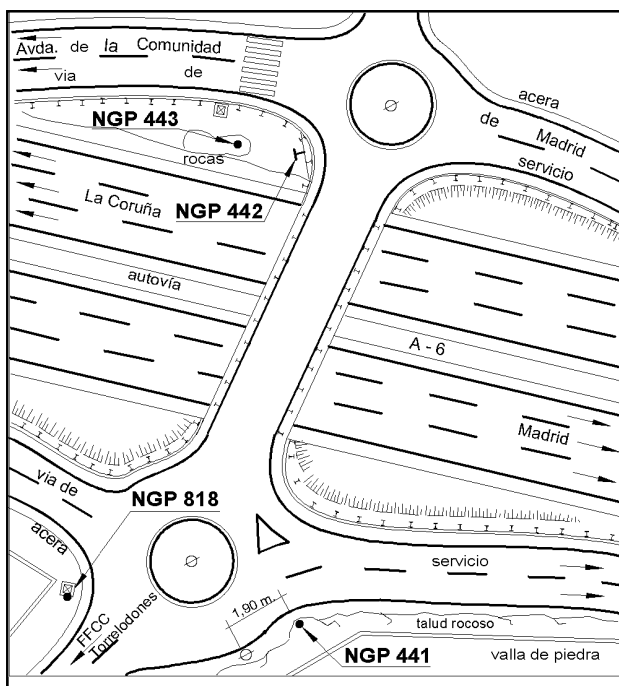 Avda. de la Comunidad
via de
acera
de Madrid
servicio
NGP 443
rocas
NGP 442
La Coruña
autovía
A - 6
Madrid
via de
acera
NGP 818
servicio
1,90 m.
FFCC
Torrelodones
talud rocoso
NGP 441
valla de piedra